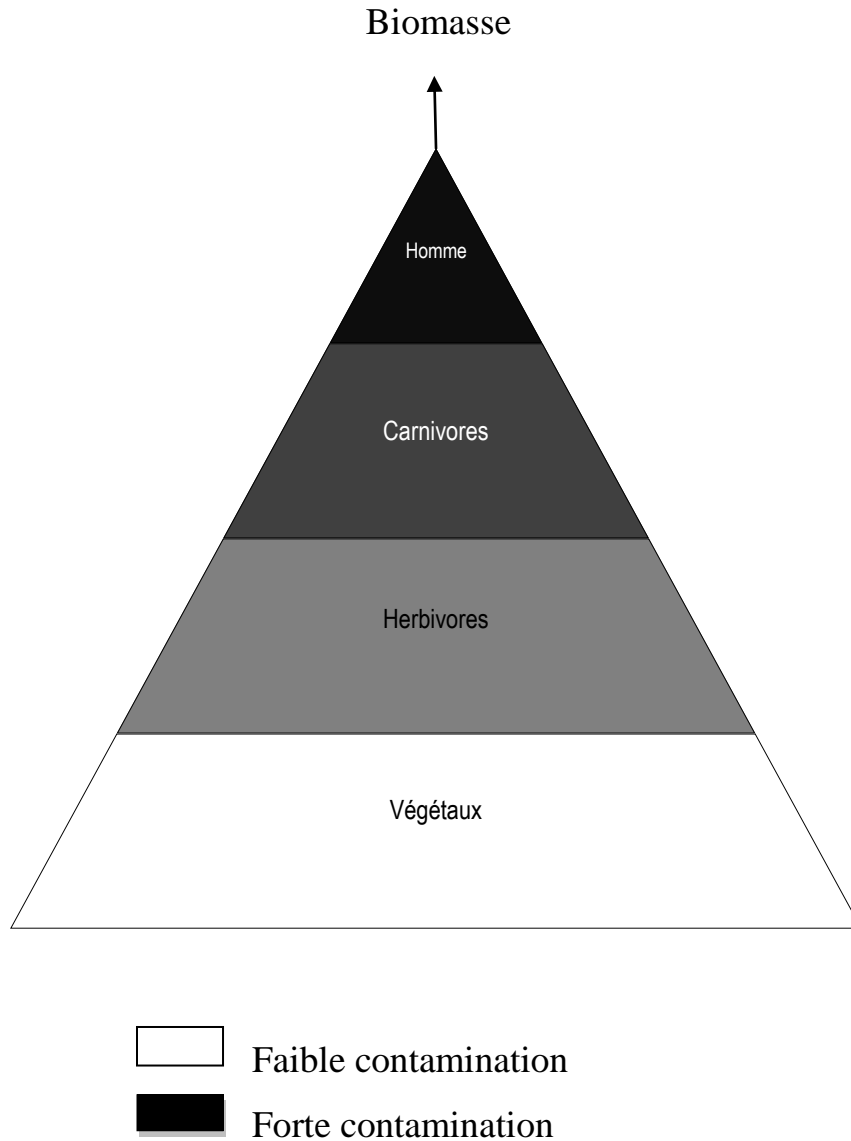 Biomasse
Homme
Carnivores
Herbivores
Végétaux
Faible contamination
Forte contamination